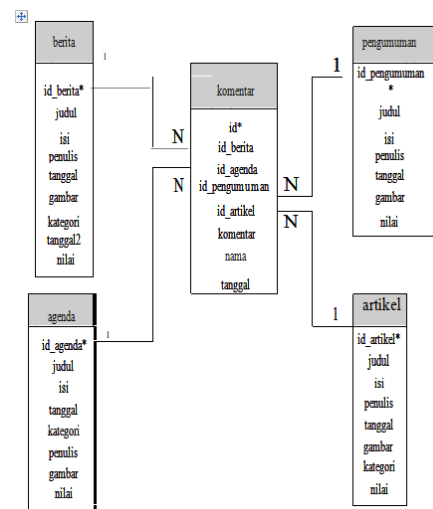 berita
id_berita*
judul
isi
penulis
tanggal
gambar
kategori
tanggal2
nilai
1
N
komentar
id*
id_berita
id_agenda
id_pengumuman
id_artikel
komentar
nama
tanggal
N
N
N
1
pengumuman
id_pengumuman
*
judul
isi
penulis
tanggal
gambar
nilai
agenda
id_agenda*
judul
isi
tanggal
kategori
penulis
gambar
nilai
1
1
artikel
id_artikel*
judul
isi
penulis
tanggal
gambar
kategori
nilai